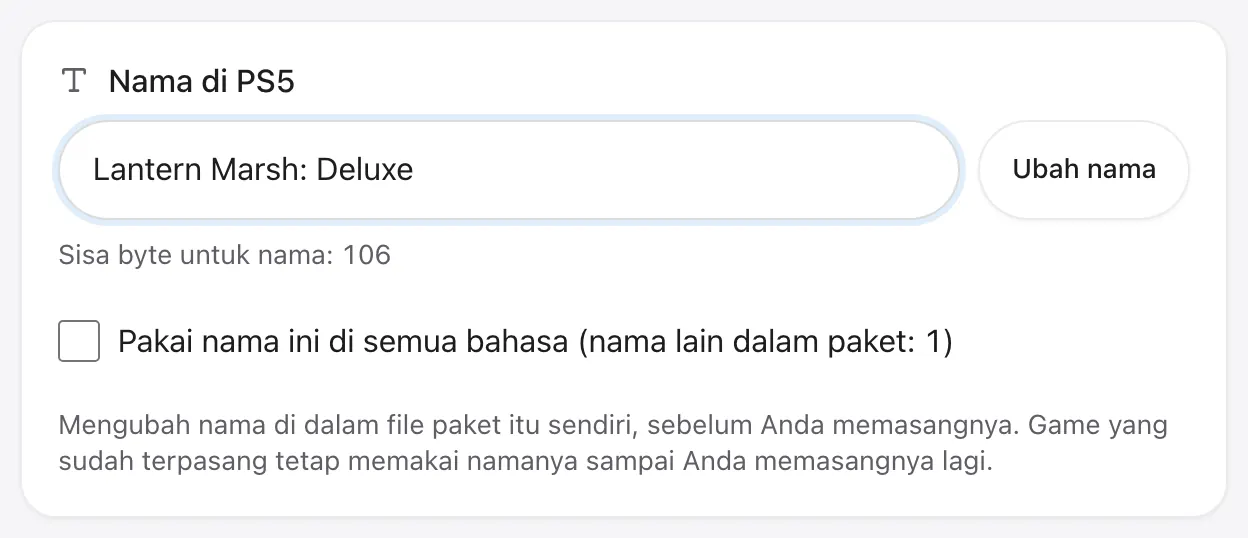 Nama di PS5
Lantern Marsh: Deluxe
Ubah nama
Sisa byte untuk nama: 106
Pakai nama ini di semua bahasa (nama lain dalam paket: 1)
Mengubah nama di dalam file paket itu sendiri, sebelum Anda memasangnya. Game yang
sudah terpasang tetap memakai namanya sampai Anda memasangnya lagi.